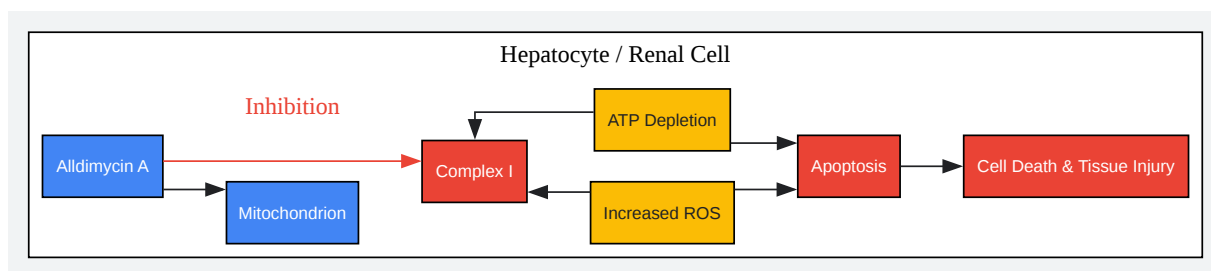 Hepatocyte / Renal Cell
Inhibition
ATP Depletion
Alldimycin A
Complex I
Apoptosis
Cell Death & Tissue Injury
Mitochondrion
Increased ROS